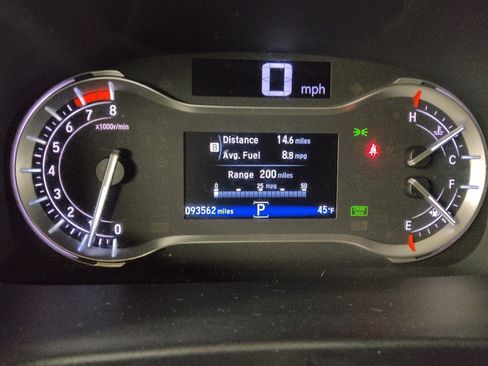 0 mph
8
7
x1000r/min
6
5
4
3
2
1
0
B
Distance 14.6 miles
Avg. Fuel 8.8 mpg
Range 200 miles
0 25 50
mpg
093562 miles P 45°F
H
C
F
E